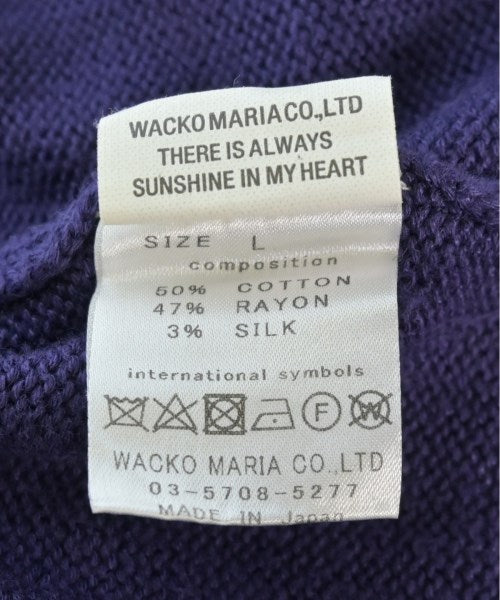 WACKO MARIA CO.,LTD
THERE IS ALWAYS
SUNSHINE IN MY HEART
SIZE L
composition
50% COTTON
47% RAYON
3% SILK
international symbols
F W
WACKO MARIA CO.,LTD
03-5708-5277
MADE IN Japan